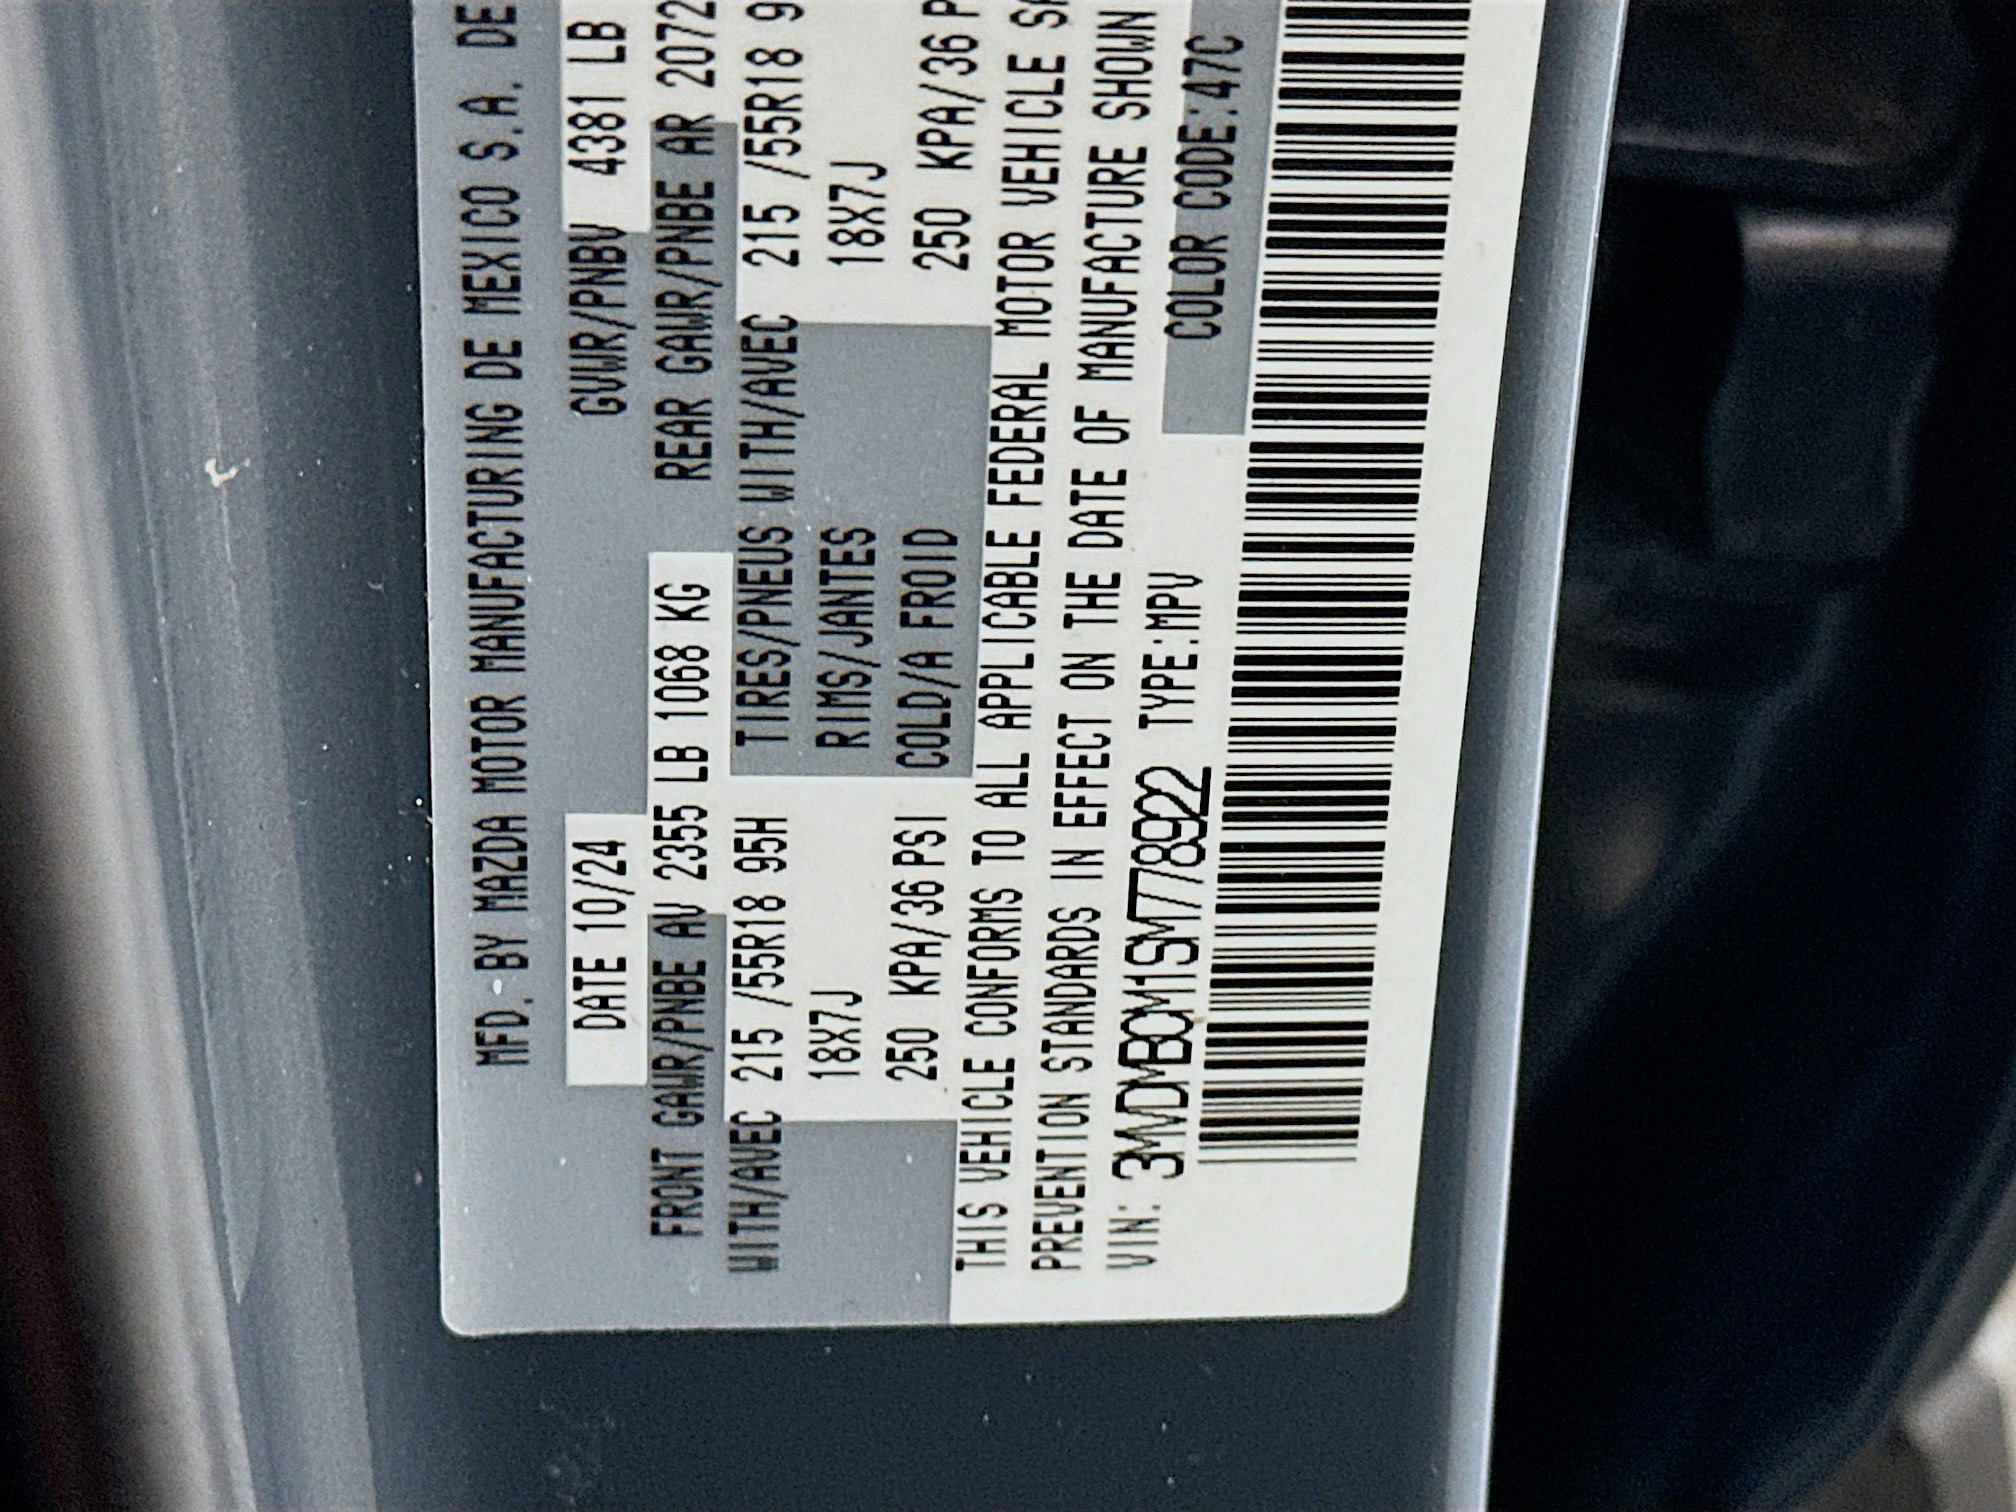 MFD. BY MAZDA MOTOR MANUFACTURING DE MEXICO S.A. DE
DATE 10/24 GVWR/PNBV 4381 LB
FRONT GAWR/PNBE AV 2355 LB 1068 KG REAR GAWR/PNBE AR 2072
WITH/AVEC 215 /55R18 95H TIRES/PNEUS WITH/AVEC 215 /55R18 9
18X7J RIMS/JANTES 18X7J
250 KPA/36 PSI COLD/A FROID 250 KPA/36 P
THIS VEHICLE CONFORMS TO ALL APPLICABLE FEDERAL MOTOR VEHICLE
PREVENTION STANDARDS IN EFFECT ON THE DATE OF MANUFACTURE SHOWN
VIN: 3MVDMBCM1SM778922 TYPE:MPV COLOR CODE:47C